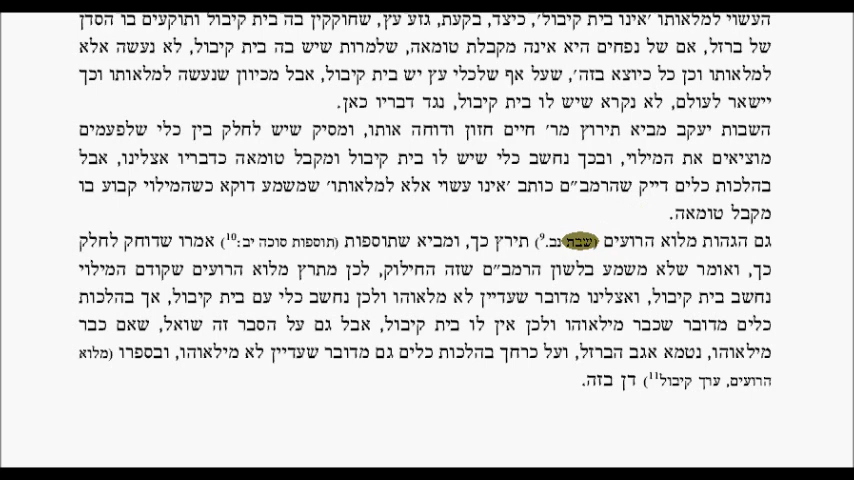 העשוי למלאותו 'אינו בית קיבול', כיצד, בקעת, גזע עץ, שחוקקין בה בית קיבול ותוקעים בו הסדן
של ברזל, אם של נפחים היא אינה מקבלת טומאה, שלמרות שיש בה בית קיבול, לא נעשה אלא
למלאותו וכן כל כיוצא בזה', שעל אף שלכלי עץ יש בית קיבול, אבל מכיוון שנעשה למלאותו וכך
יישאר לעולם, לא נקרא שיש לו בית קיבול, נגד דבריו כאן.
השבות יעקב מביא תירוץ מר' חיים חזון ודוחה אותו, ומסיק שיש לחלק בין כלי שלפעמים
מוציאים את המילוי, ובכך נחשב כלי שיש לו בית קיבול ומקבל טומאה כדבריו אצלינו, אבל
בהלכות כלים דייק שהרמב"ם כותב 'אינו עשוי אלא למלאותו' שמשמע דוקא כשהמילוי קבוע בו
מקבל טומאה.
גם הגהות מלוא הרועים (שבת נב.9) תירץ כך, ומביא שתוספות (תוספות סוכה יב:10) אמרו שדוחק לחלק
כך, ואומר שלא משמע בלשון הרמב"ם שזה החילוק, לכן מתרץ מלוא הרועים שקודם המילוי
נחשב בית קיבול, ואצלינו מדובר שעדיין לא מלאוהו ולכן נחשב כלי עם בית קיבול, אך בהלכות
כלים מדובר שכבר מילאוהו ולכן אין לו בית קיבול, אבל גם על הסבר זה שואל, שאם כבר
מילאוהו, נטמא אגב הברזל, ועל כרחך בהלכות כלים גם מדובר שעדיין לא מילאוהו, ובספרו (מלוא
הרועים, ערך קיבול11) דן בזה.